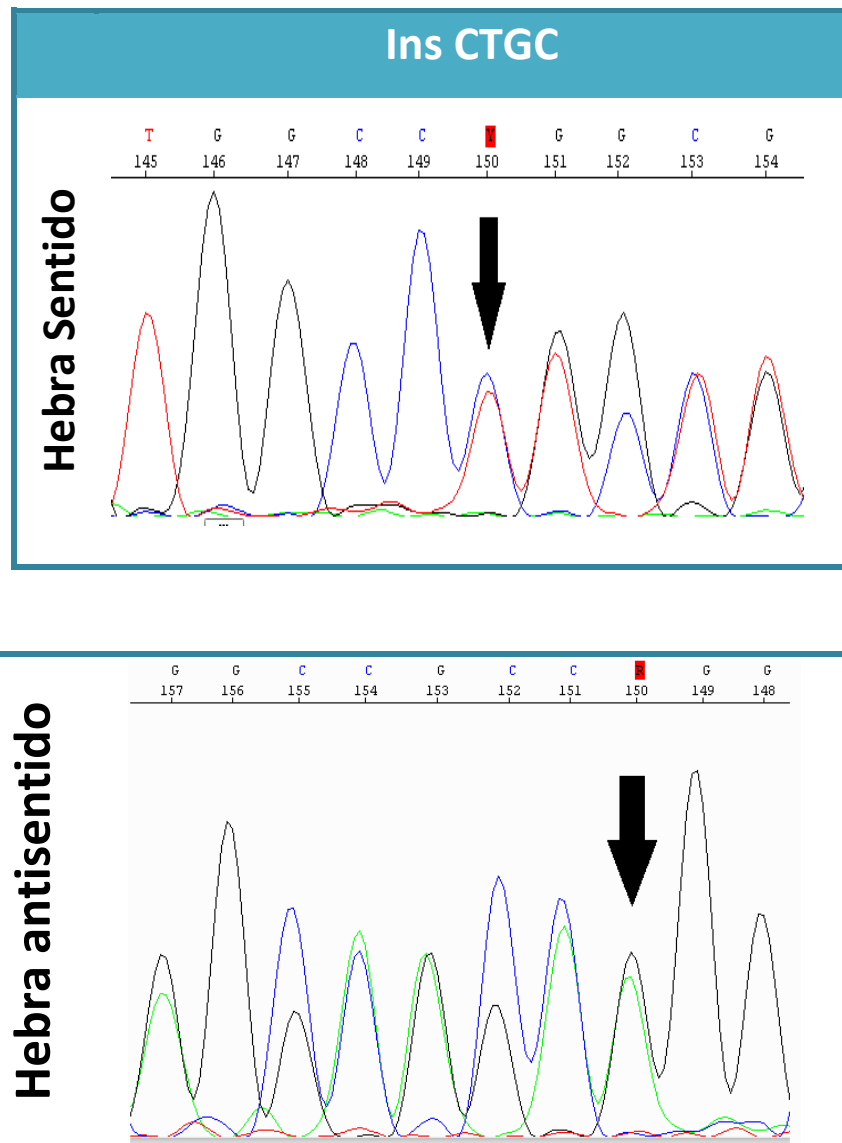 Ins CTGC
T G G C C Y G G C G
145 146 147 148 149 150 151 152 153 154
Hebra Sentido
G G C C G C C R G G
157 156 155 154 153 152 151 150 149 148
Hebra antisentido